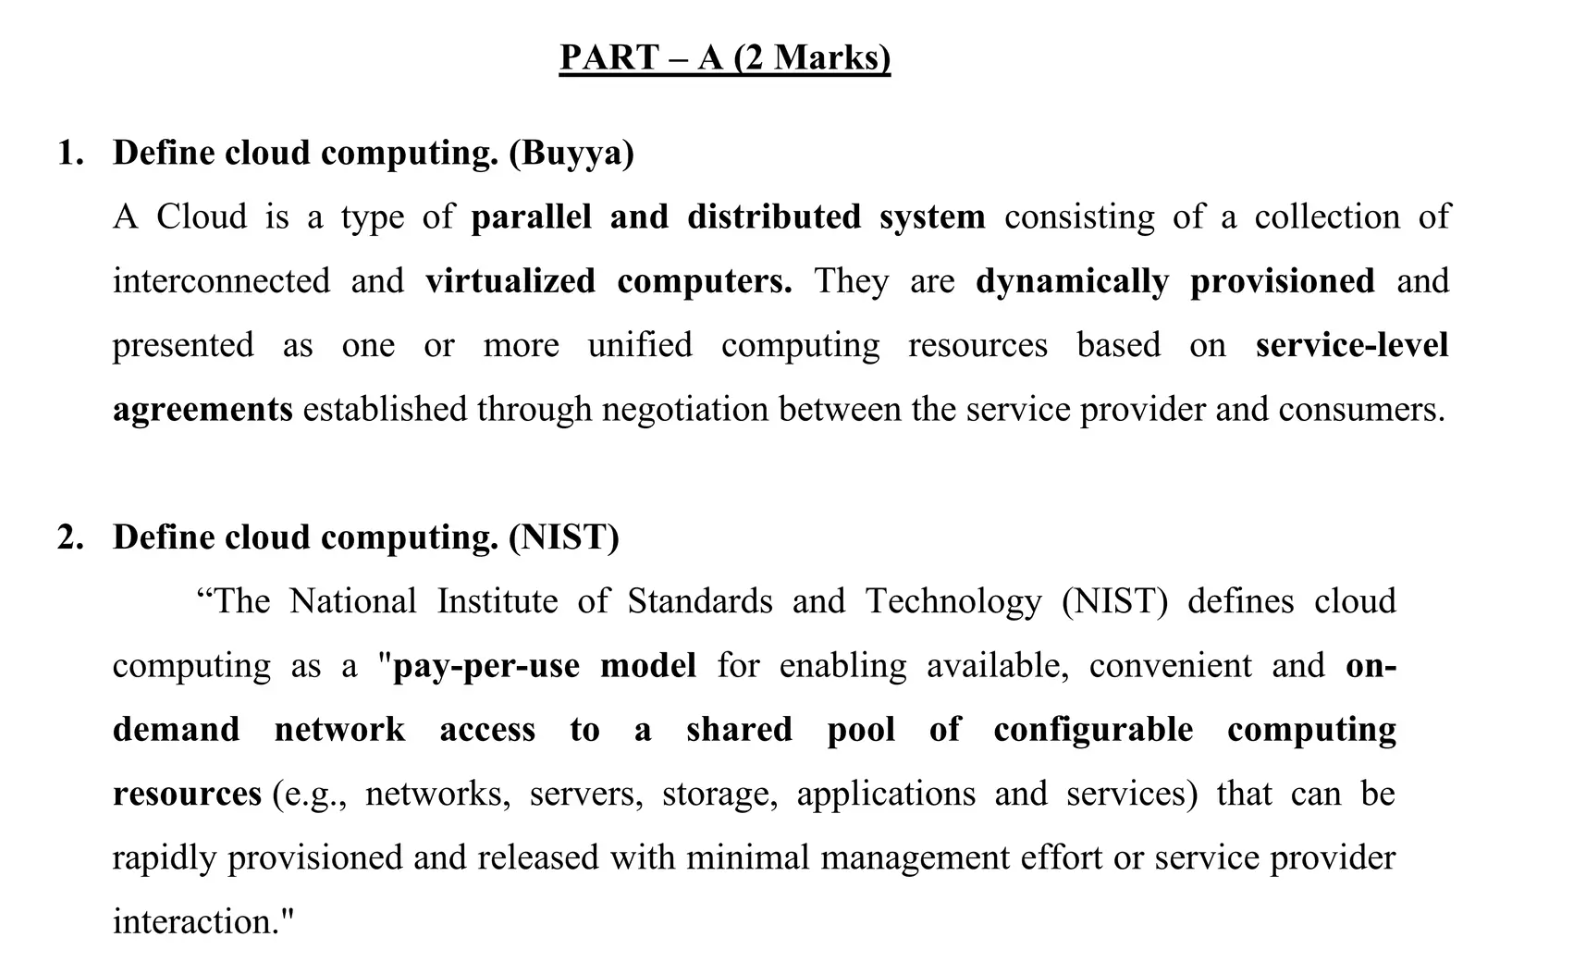 PART – A (2 Marks)
1. Define cloud computing. (Buyya)
A Cloud is a type of parallel and distributed system consisting of a collection of
interconnected and virtualized computers. They are dynamically provisioned and
presented as one or more unified computing resources based on service-level
agreements established through negotiation between the service provider and consumers.
2. Define cloud computing. (NIST)
“The National Institute of Standards and Technology (NIST) defines cloud
computing as a "pay-per-use model for enabling available, convenient and on-
demand network access to a shared pool of configurable computing
resources (e.g., networks, servers, storage, applications and services) that can be
rapidly provisioned and released with minimal management effort or service provider
interaction."